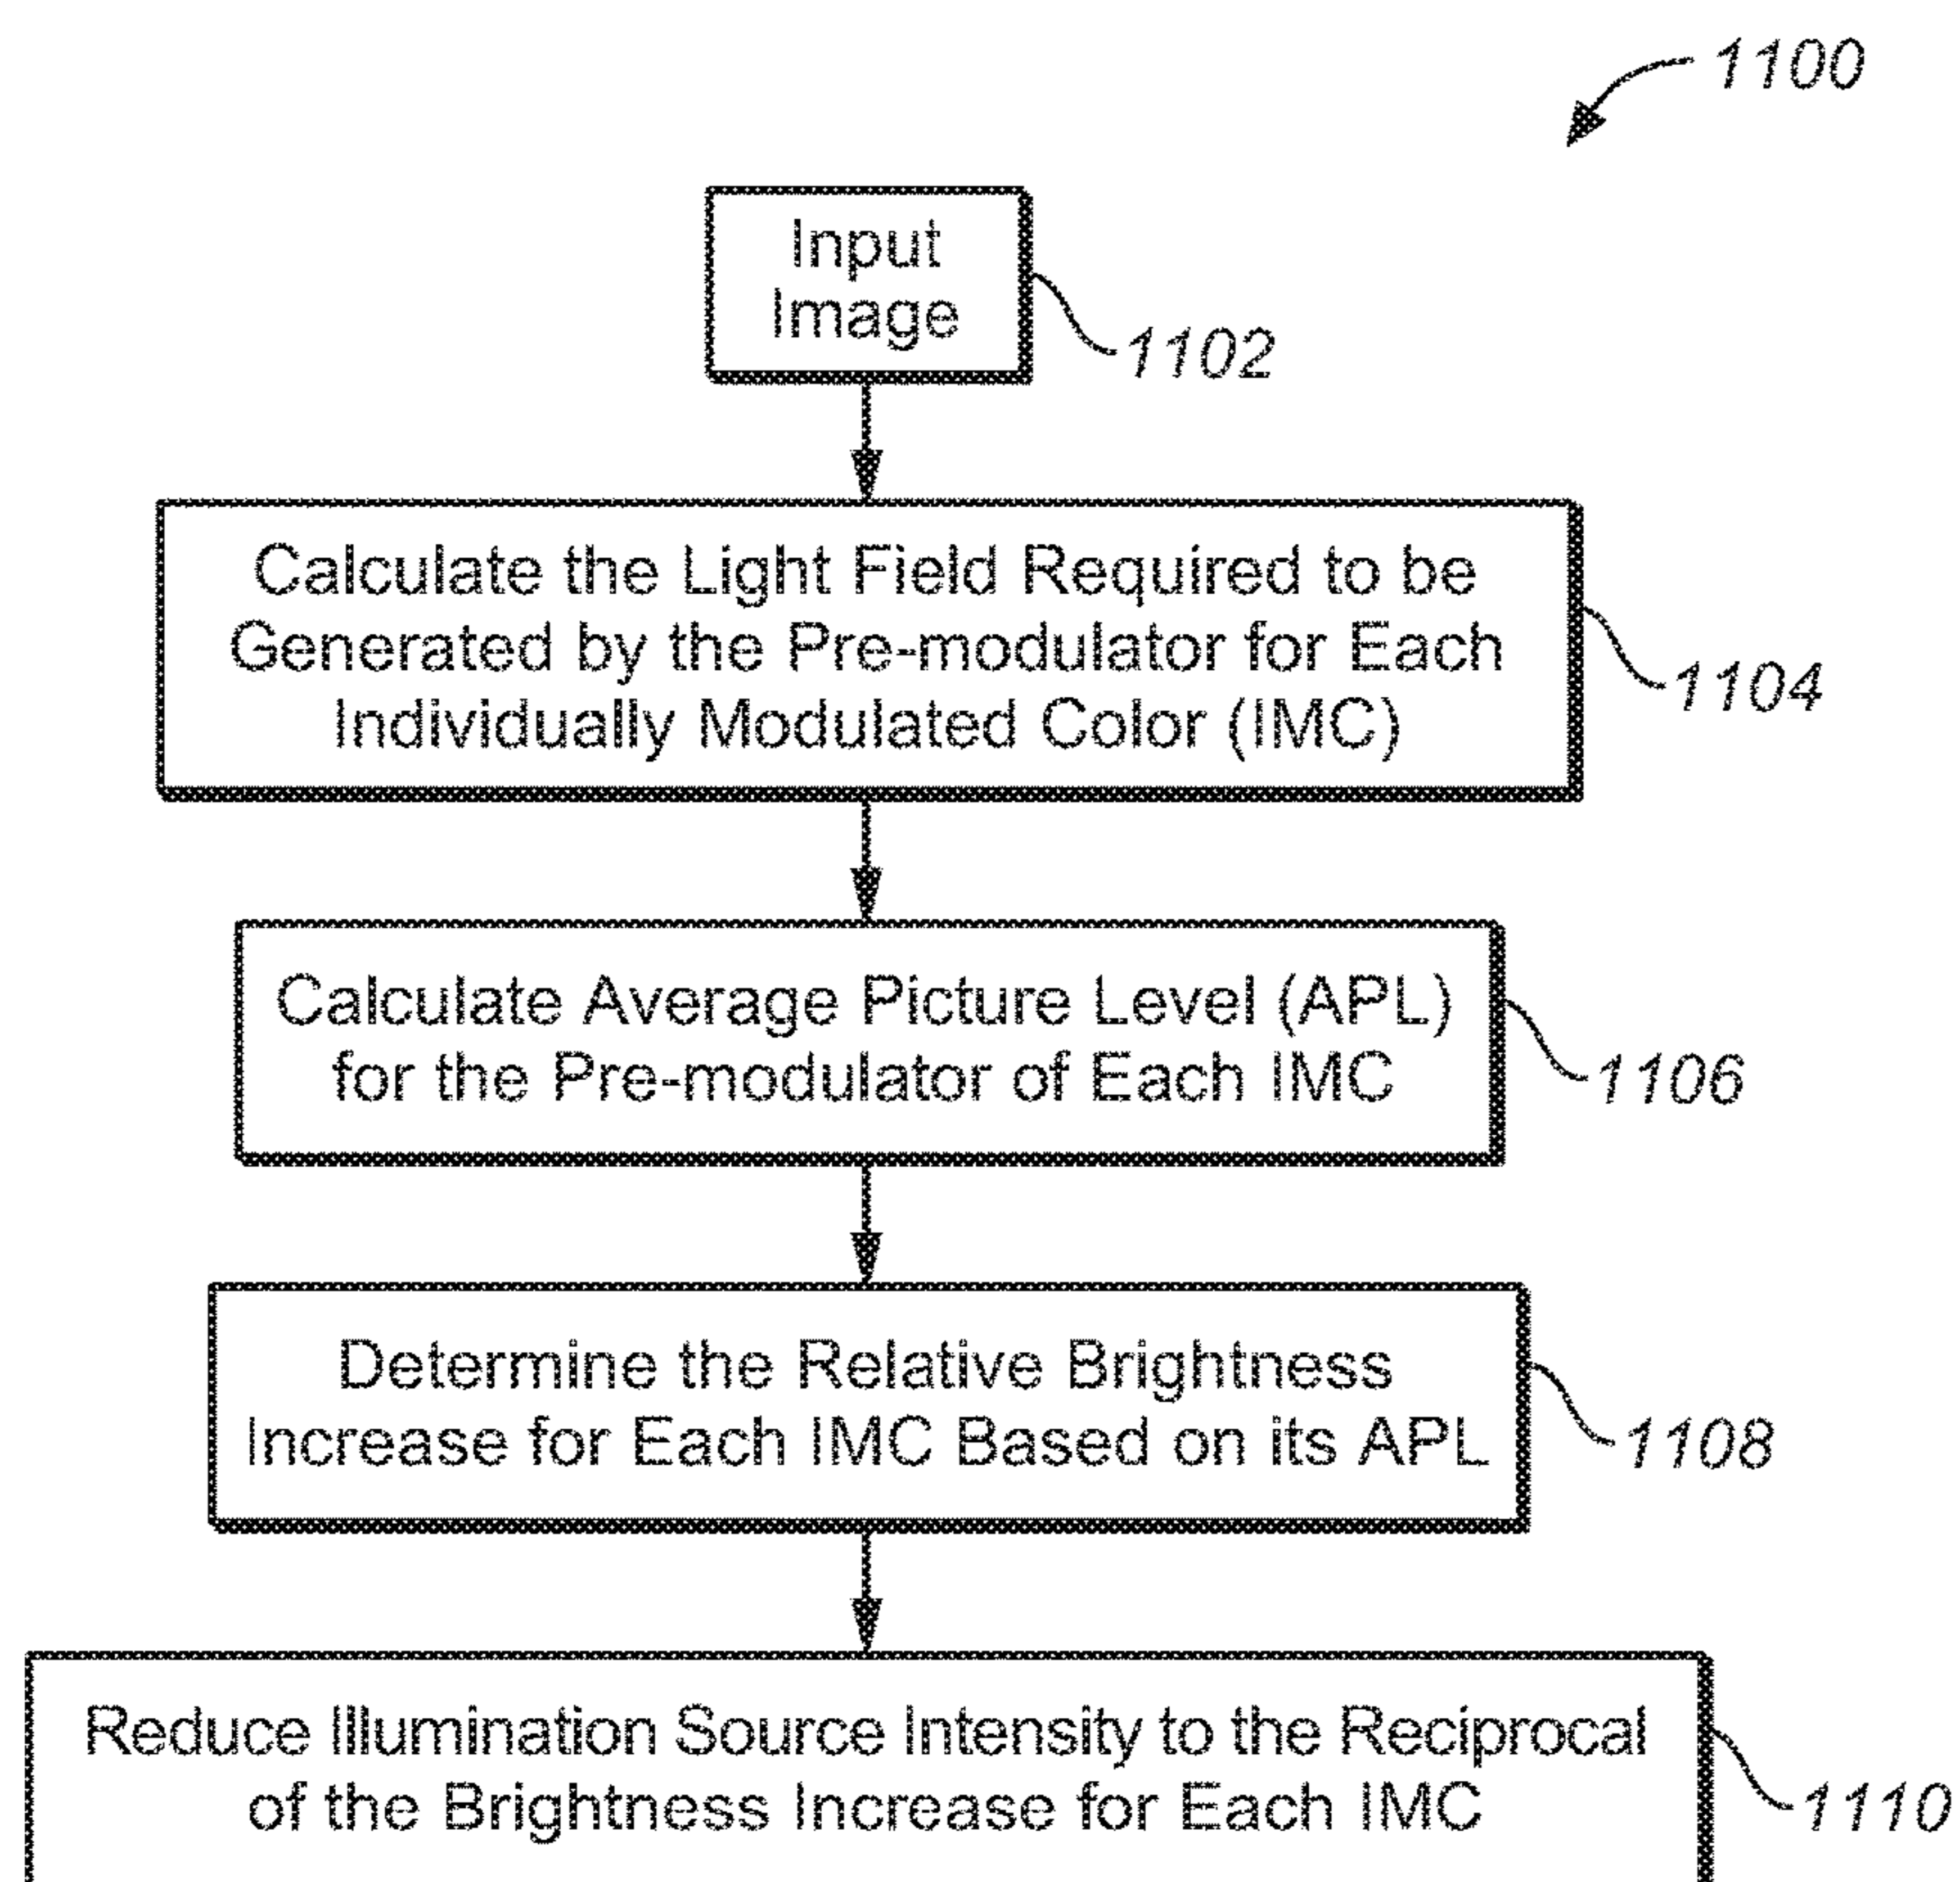 1100
Input
Image
1102
Calculate the Light Field Required to be
Generated by the Pre-modulator for Each
Individually Modulated Color (IMC)
1104
Calculate Average Picture Level (APL)
for the Pre-modulator of Each IMC
1106
Determine the Relative Brightness
Increase for Each IMC Based on its APL
1108
Reduce Illumination Source Intensity to the Reciprocal
of the Brightness Increase for Each IMC
1110